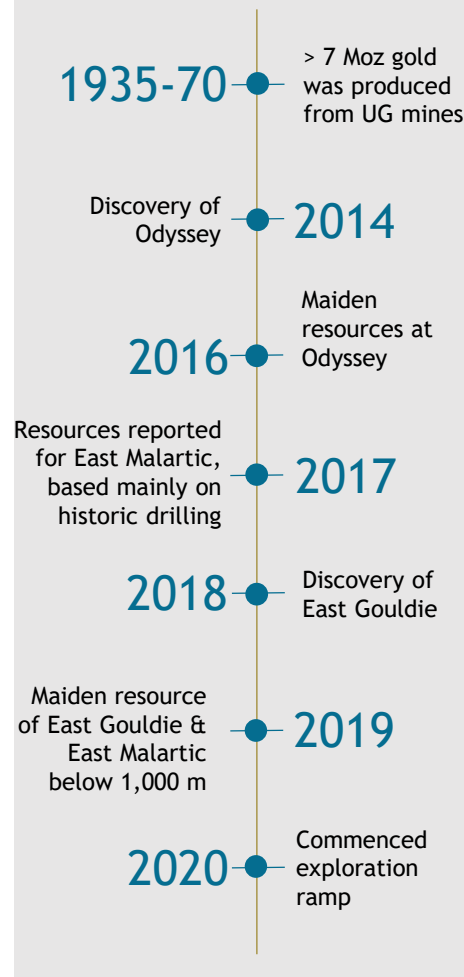 1935-70
> 7 Moz gold
was produced
from UG mines
Discovery of
Odyssey
2014
2016
Maiden
resources at
Odyssey
Resources reported
for East Malartic,
based mainly on
historic drilling
2017
2018
Discovery of
East Gouldie
Maiden resource
of East Gouldie &
East Malartic
below 1,000 m
2019
2020
Commenced
exploration
ramp